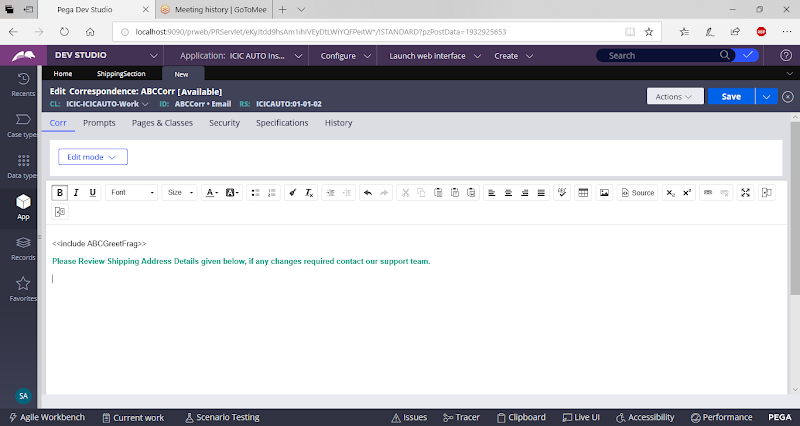 Pega Dev Studio
Meeting history | GoToMee
localhost:9090/prweb/PRServlet/eKyJtdd9hsAm1ihIVEyDtLWiYQFPeitW*/!STANDARD?pzPostData=1932925653
DEV STUDIO
Application: ICIC AUTO Ins...
Configure
Launch web interface
Create
Search
Home
ShippingSection
New
Recents
Edit Correspondence: ABCCorr [Available]
CL: ICIC-ICICAUTO-Work
ID: ABCCorr • Email
RS: ICICAUTO:01-01-02
Actions
Save
Corr
Prompts
Pages & Classes
Security
Specifications
History
Case types
Edit mode
Data types
B I U
Font
Size
A
A
Source
App
<<include ABCGreetFrag>>
Records
Please Review Shipping Address Details given below, if any changes required contact our support team.
Favorites
SA
Agile Workbench
Current work
Scenario Testing
Issues
Tracer
Clipboard
Live UI
Accessibility
Performance
PEGA